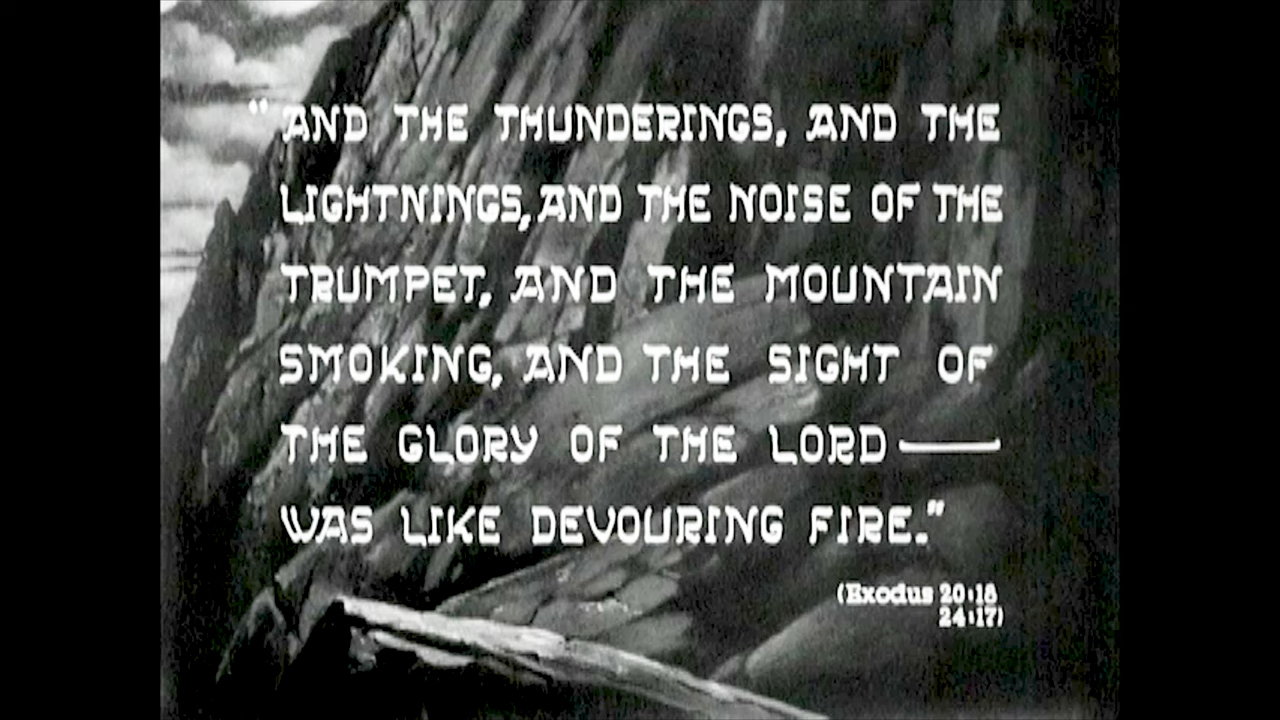 “AND THE THUNDERINGS, AND THE
LIGHTNINGS, AND THE NOISE OF THE
TRUMPET, AND THE MOUNTAIN
SMOKING, AND THE SIGHT OF
THE GLORY OF THE LORD —
WAS LIKE DEVOURING FIRE.”
(Exodus 20:18
24:17)